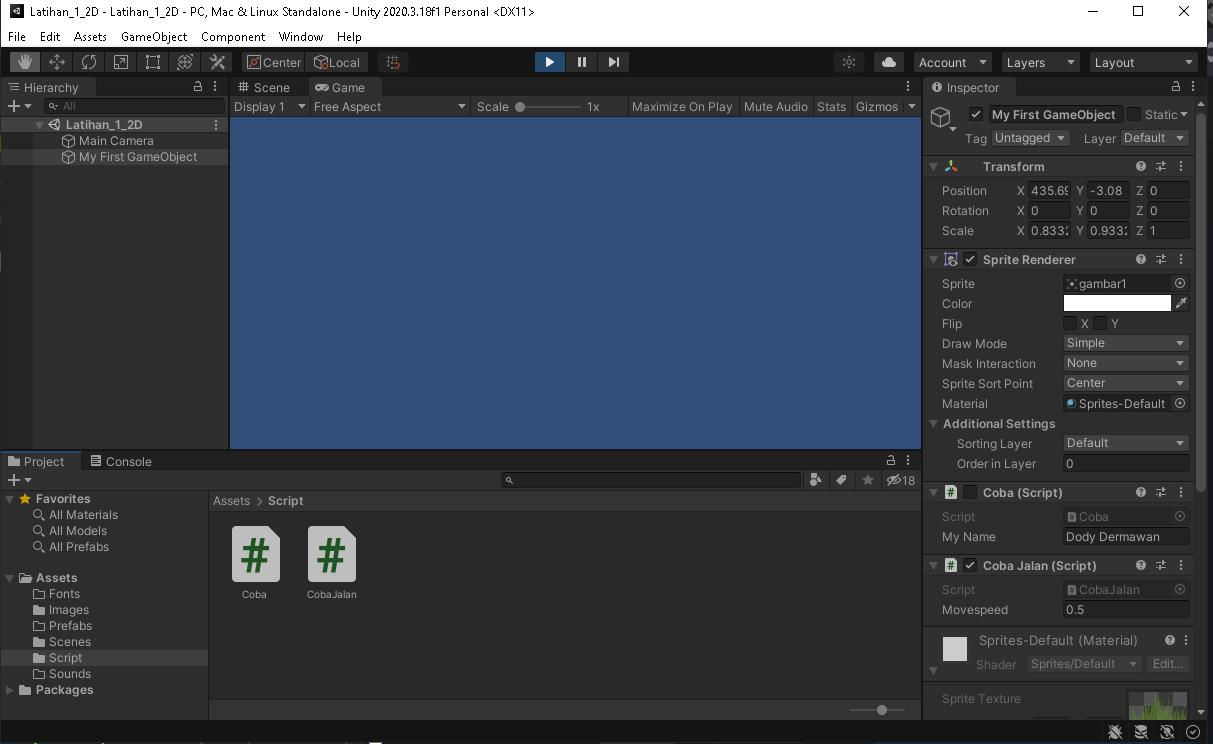 Latihan_1_2D - Latihan_1_2D - PC, Mac & Linux Standalone - Unity 2020.3.18f1 Personal <DX11>
File Edit Assets GameObject Component Window Help
Center Local Account Layers Layout
Hierarchy
All
Latihan_1_2D
Main Camera
My First GameObject
Scene Game
Display 1 Free Aspect Scale 1x Maximize On Play Mute Audio Stats Gizmos
Project Console
18
Favorites
All Materials
All Models
All Prefabs
Assets
Fonts
Images
Prefabs
Scenes
Script
Sounds
Packages
Assets > Script
# #
Coba CobaJalan
Inspector
My First GameObject Static
Tag Untagged Layer Default
Transform
Position X 435.69 Y -3.08 Z 0
Rotation X 0 Y 0 Z 0
Scale X 0.8332 Y 0.9332 Z 1
Sprite Renderer
Sprite gambar1
Color
Flip X Y
Draw Mode Simple
Mask Interaction None
Sprite Sort Point Center
Material Sprites-Default
Additional Settings
Sorting Layer Default
Order in Layer 0
# Coba (Script)
Script Coba
My Name Dody Dermawan
# Coba Jalan (Script)
Script CobaJalan
Movespeed 0.5
Sprites-Default (Material)
Shader Sprites/Default Edit...
Sprite Texture